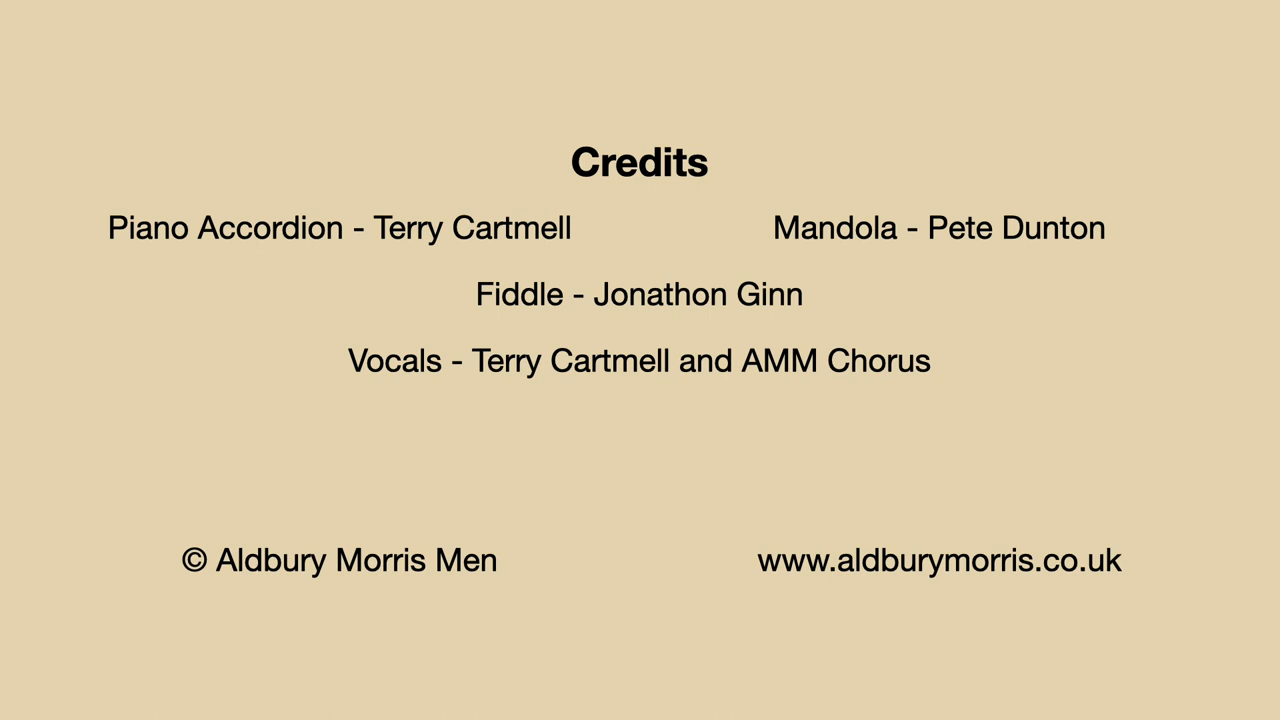 Credits
Piano Accordion - Terry Cartmell
Mandola - Pete Dunton
Fiddle - Jonathon Ginn
Vocals - Terry Cartmell and AMM Chorus
© Aldbury Morris Men
www.aldburymorris.co.uk